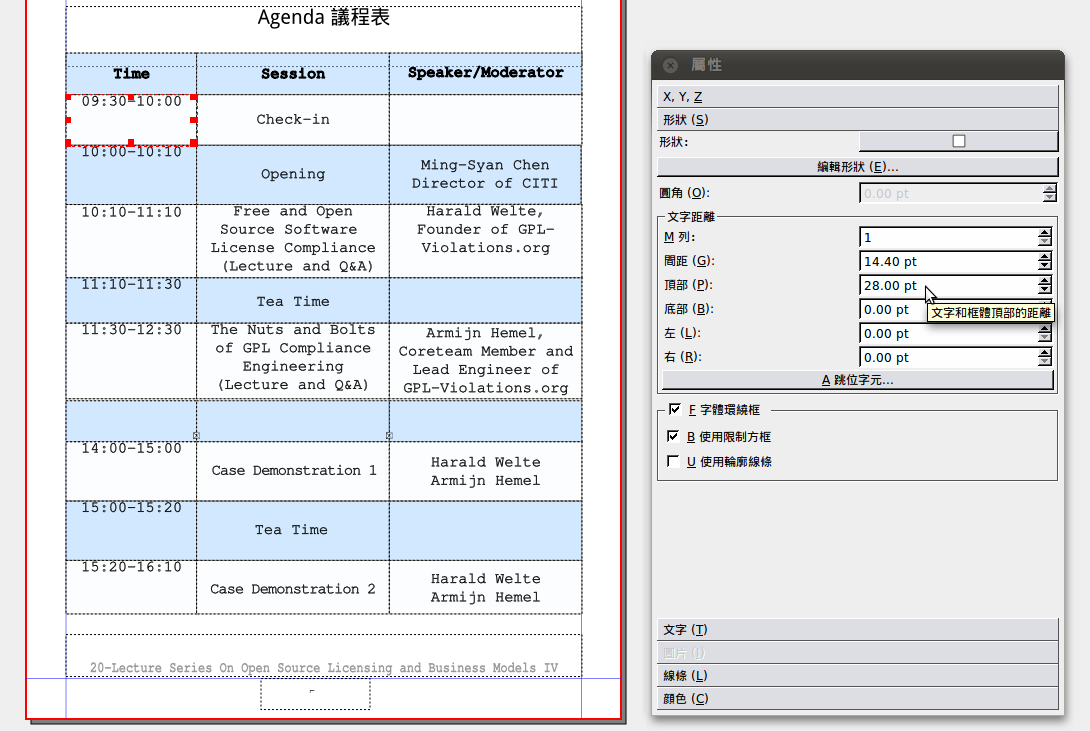 Agenda 議程表
Time Session Speaker/Moderator
09:30-10:00
Check-in
10:00-10:10
Opening
Ming-Syan Chen
Director of CITI
10:10-11:10
Free and Open
Source Software
License Compliance
(Lecture and Q&A)
Harald Welte,
Founder of GPL-
Violations.org
11:10-11:30
Tea Time
11:30-12:30
The Nuts and Bolts
of GPL Compliance
Engineering
(Lecture and Q&A)
Armijn Hemel,
Coreteam Member and
Lead Engineer of
GPL-Violations.org
14:00-15:00
Case Demonstration 1
Harald Welte
Armijn Hemel
15:00-15:20
Tea Time
15:20-16:10
Case Demonstration 2
Harald Welte
Armijn Hemel
20-Lecture Series On Open Source Licensing and Business Models IV
屬性
X, Y, Z
形狀 (S)
形狀:
編輯形狀 (E)...
圓角 (O): 0.00 pt
文字距離
M 列: 1
間距 (G): 14.40 pt
頂部 (P): 28.00 pt
底部 (B): 0.00 pt
文字和框體頂部的距離
左 (L): 0.00 pt
右 (R): 0.00 pt
A 跳位字元...
F 字體環繞框
B 使用限制方框
U 使用輪廓線條
文字 (T)
圖片 (I)
線條 (L)
顏色 (C)